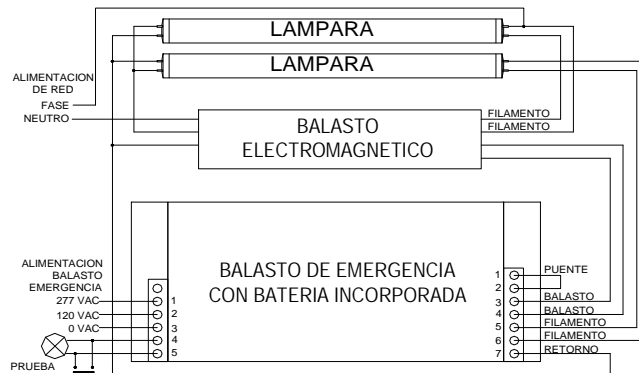 LAMPARA
LAMPARA
ALIMENTACION
DE RED
FASE
NEUTRO
BALASTO
ELECTROMAGNETICO
FILAMENTO
FILAMENTO
ALIMENTACION
BALASTO
EMERGENCIA
277 VAC
120 VAC
0 VAC
PRUEBA
1
2
3
4
5
BALASTO DE EMERGENCIA
CON BATERIA INCORPORADA
1
2
3
4
5
6
7
PUENTE
BALASTO
BALASTO
FILAMENTO
FILAMENTO
RETORNO